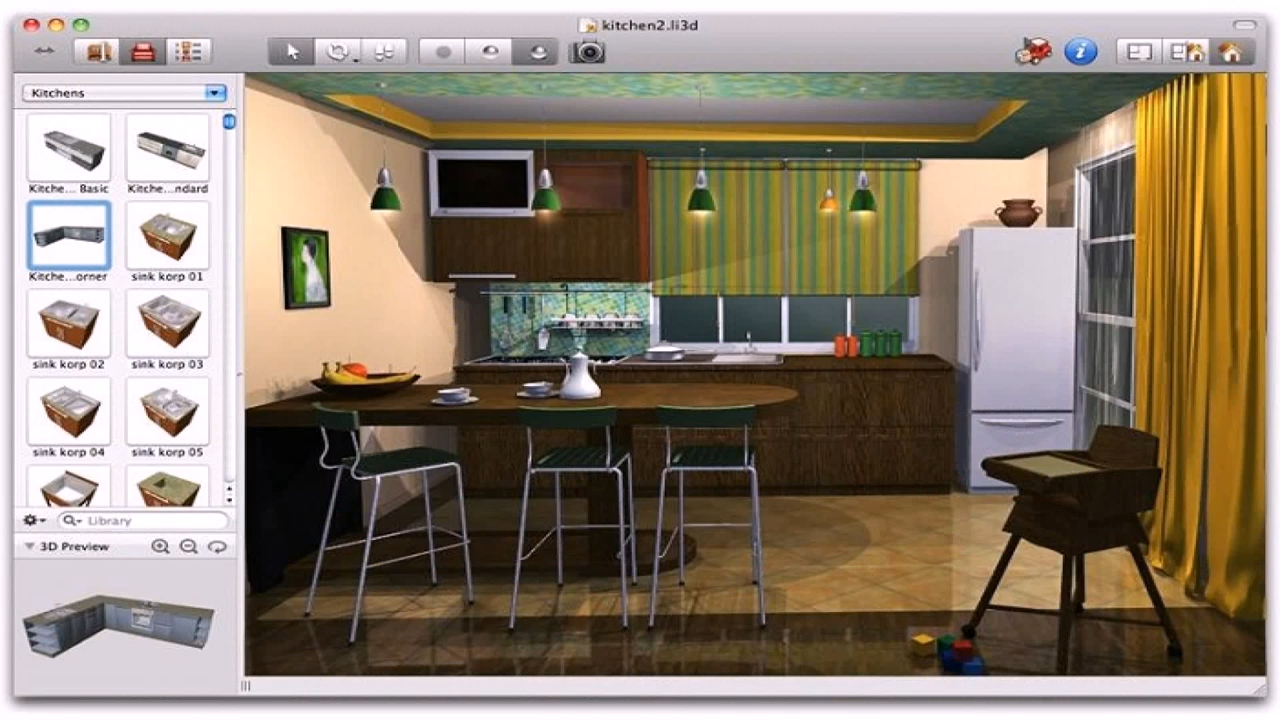 kitchen2.li3d
Kitchens
Kitche... Basic
Kitche...ndard
Kitche...orner
sink korp 01
sink korp 02
sink korp 03
sink korp 04
sink korp 05
Library
3D Preview